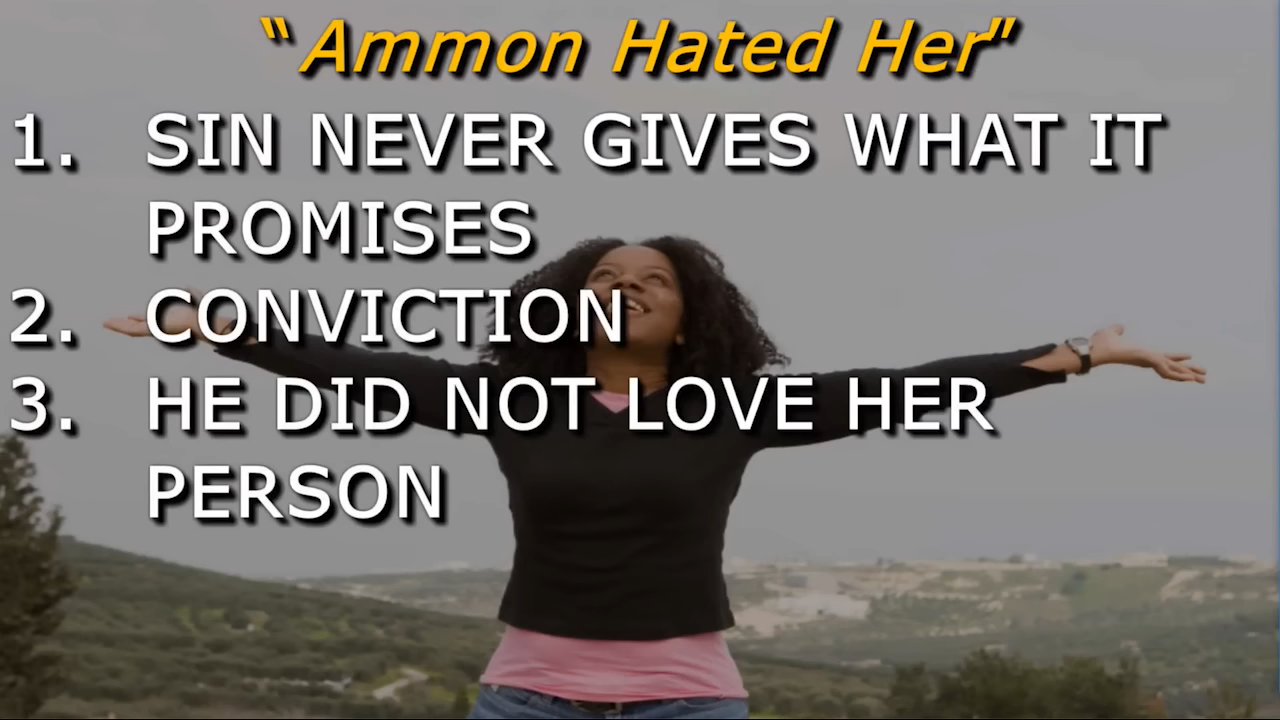 “Ammon Hated Her”
1. SIN NEVER GIVES WHAT IT
PROMISES
2. CONVICTION
3. HE DID NOT LOVE HER
PERSON